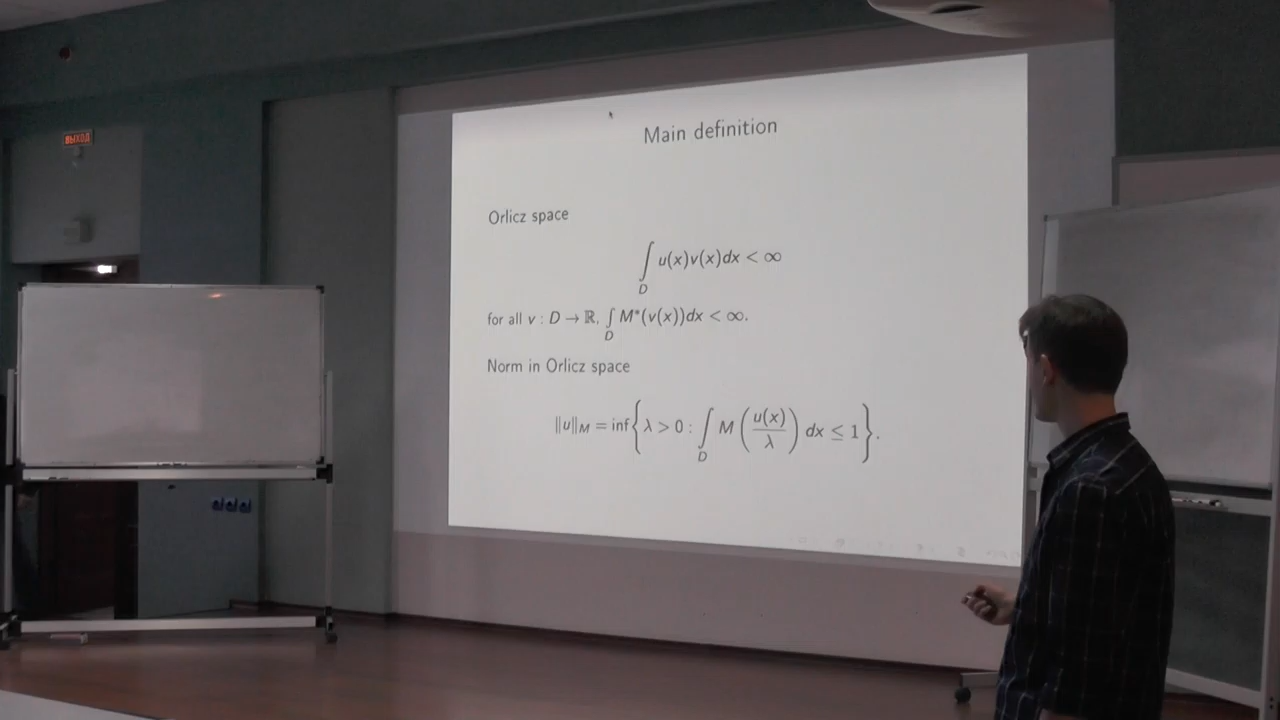 ВЫХОД
Main definition
Orlicz space
∫_D u(x)v(x)dx < ∞
for all v : D → ℝ, ∫_D M*(v(x))dx < ∞.
Norm in Orlicz space
‖u‖_M = inf{λ > 0 : ∫_D M(u(x)/λ) dx ≤ 1}.